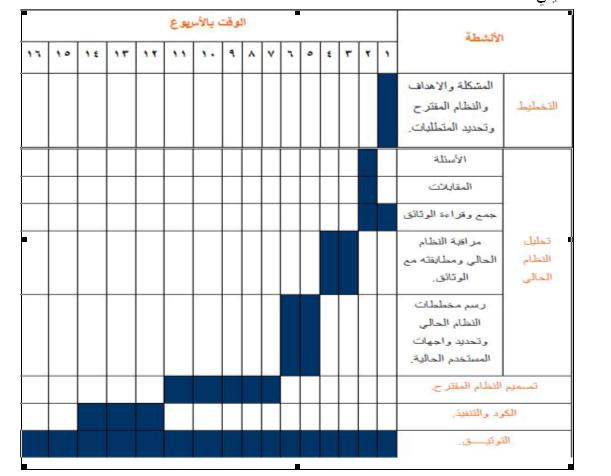 الوقت بالأسبوع
الأنشطة
١ ٢ ٣ ٤ ٥ ٦ ٧ ٨ ٩ ١٠ ١١ ١٢ ١٣ ١٤ ١٥ ١٦
التخطيط
المشكلة والاهداف
والنظام المقترح
وتحديد المتطلبات.
تحليل
النظام
الحالي
الأسئلة
المقابلات
جمع وقراءة الوثائق
مراقبة النظام
الحالي ومطابقته مع
الوثائق.
رسم مخططات
النظام الحالي
وتحديد واجهات
المستخدم الحالية.
تصميم النظام المقترح.
الكود والتنفيذ.
التوثيـــق.